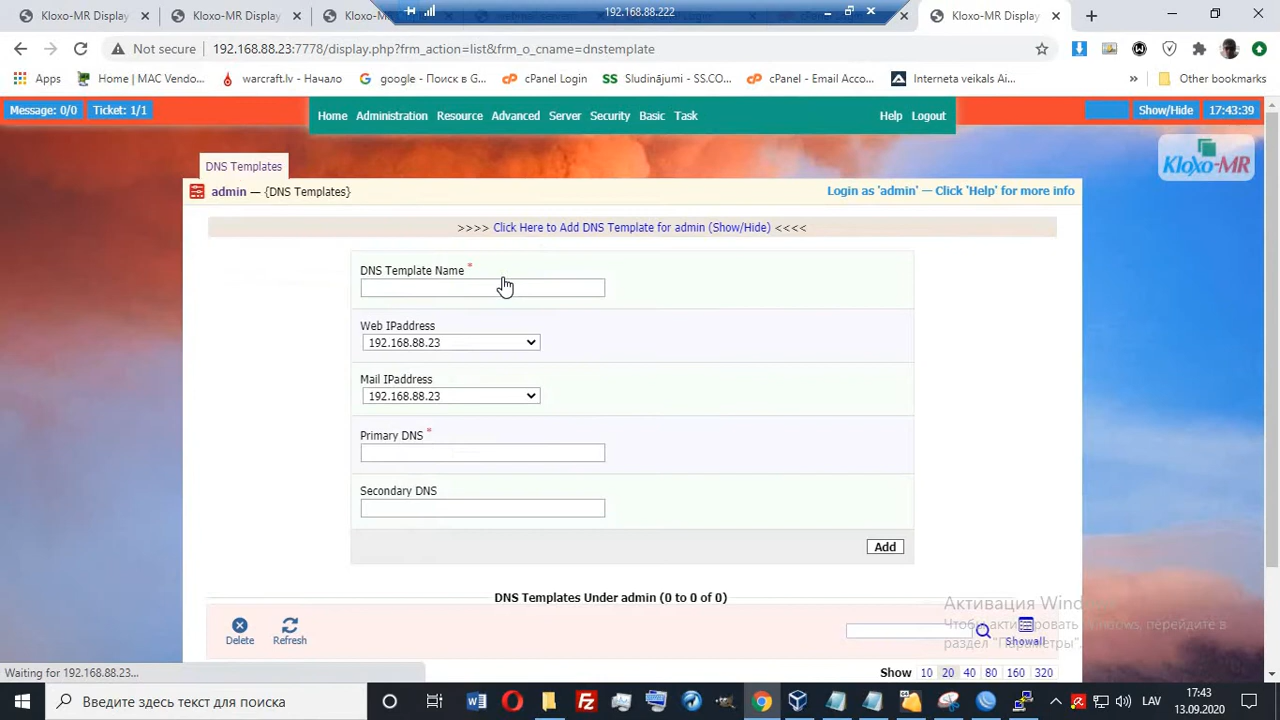 Kloxo-MR Display
Kloxo-MR Display
Kloxo-MR
192.168.88.222
Kloxo-MR Display
Not secure
192.168.88.23:7778/display.php?frm_action=list&frm_o_cname=dnstemplate
Apps
Home | MAC Vendo...
warcraft.lv - Начало
google - Поиск в G...
cPanel Login
Sludinājumi - SS.CO...
cPanel - Email Acco...
Interneta veikals Ai...
»
Other bookmarks
Message: 0/0
Ticket: 1/1
Home
Administration
Resource
Advanced
Server
Security
Basic
Task
Help
Logout
Show/Hide
17:43:39
Kloxo-MR
DNS Templates
admin — {DNS Templates}
Login as 'admin' — Click 'Help' for more info
>>>> Click Here to Add DNS Template for admin (Show/Hide) <<<<
DNS Template Name *
Web IPaddress
192.168.88.23
Mail IPaddress
192.168.88.23
Primary DNS *
Secondary DNS
Add
DNS Templates Under admin (0 to 0 of 0)
Delete
Refresh
Showall
Активация Windows
Чтобы активировать Windows, перейдите в
раздел "Параметры".
Waiting for 192.168.88.23...
Show 10 20 40 80 160 320
Введите здесь текст для поиска
LAV
17:43
13.09.2020